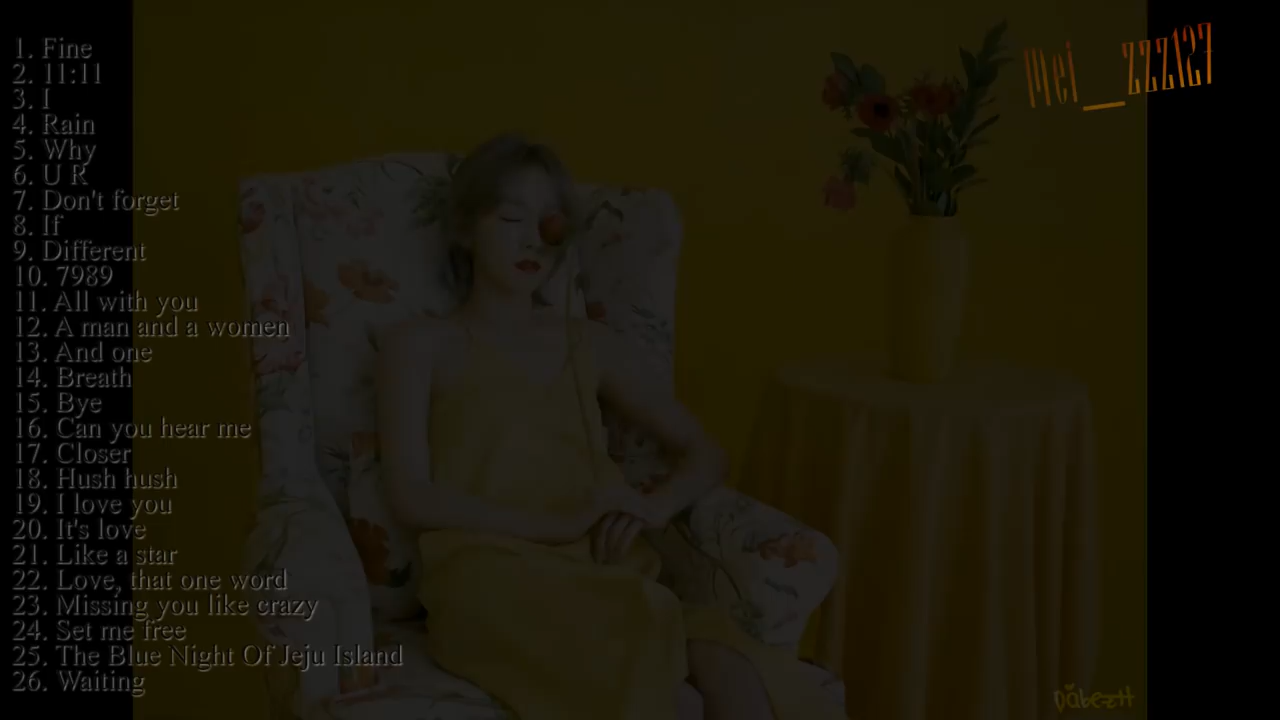 1. Fine
2. 11:11
3. I
4. Rain
5. Why
6. U R
7. Don't forget
8. If
9. Different
10. 7989
11. All with you
12. A man and a women
13. And one
14. Breath
15. Bye
16. Can you hear me
17. Closer
18. Hush hush
19. I love you
20. It's love
21. Like a star
22. Love, that one word
23. Missing you like crazy
24. Set me free
25. The Blue Night Of Jeju Island
26. Waiting
Mei__zzz127